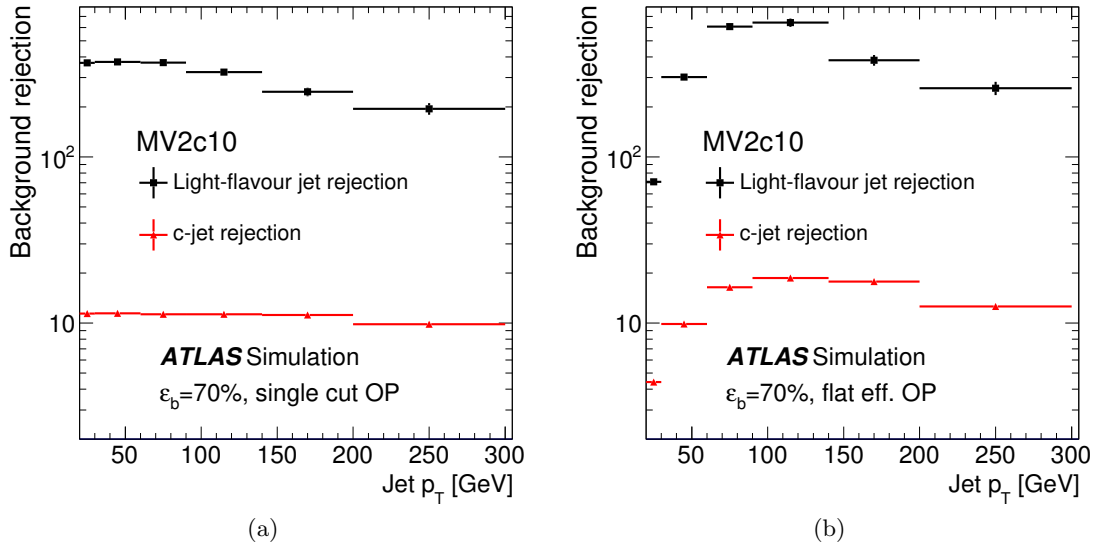 Background rejection
10²
10
MV2c10
Light-flavour jet rejection
c-jet rejection
ATLAS Simulation
ε_b=70%, single cut OP
50 100 150 200 250 300
Jet p_T [GeV]
(a)
Background rejection
10²
10
MV2c10
Light-flavour jet rejection
c-jet rejection
ATLAS Simulation
ε_b=70%, flat eff. OP
50 100 150 200 250 300
Jet p_T [GeV]
(b)